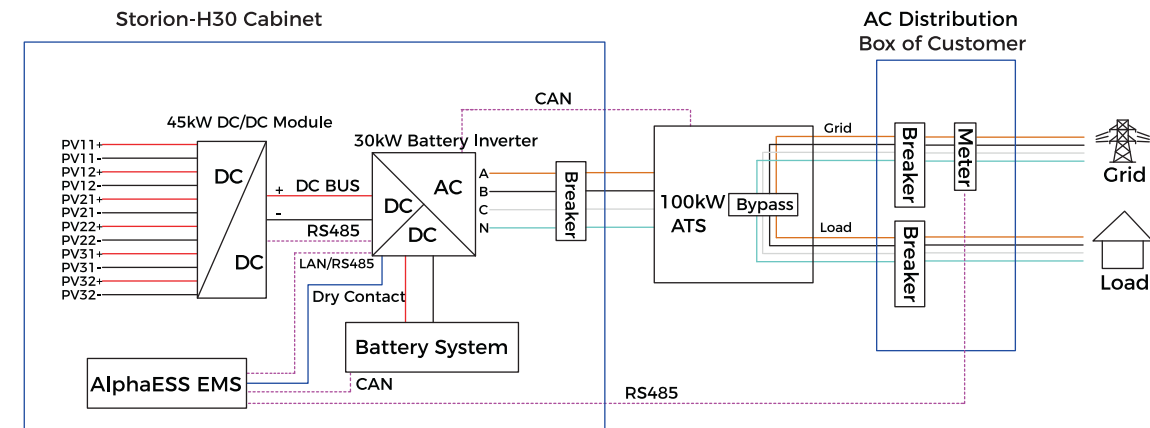 Storion-H30 Cabinet
AC Distribution
Box of Customer
CAN
45kW DC/DC Module
30kW Battery Inverter
PV11+
PV11-
PV12+
PV12-
PV21+
PV21-
PV22+
PV22-
PV31+
PV31-
PV32+
PV32-
DC
DC
+ DC BUS
-
RS485
LAN/RS485
Dry Contact
DC
AC
DC
A
B
C
N
Breaker
100kW
ATS
Bypass
Grid
Load
Breaker
Meter
Breaker
Grid
Load
Battery System
AlphaESS EMS
CAN
RS485